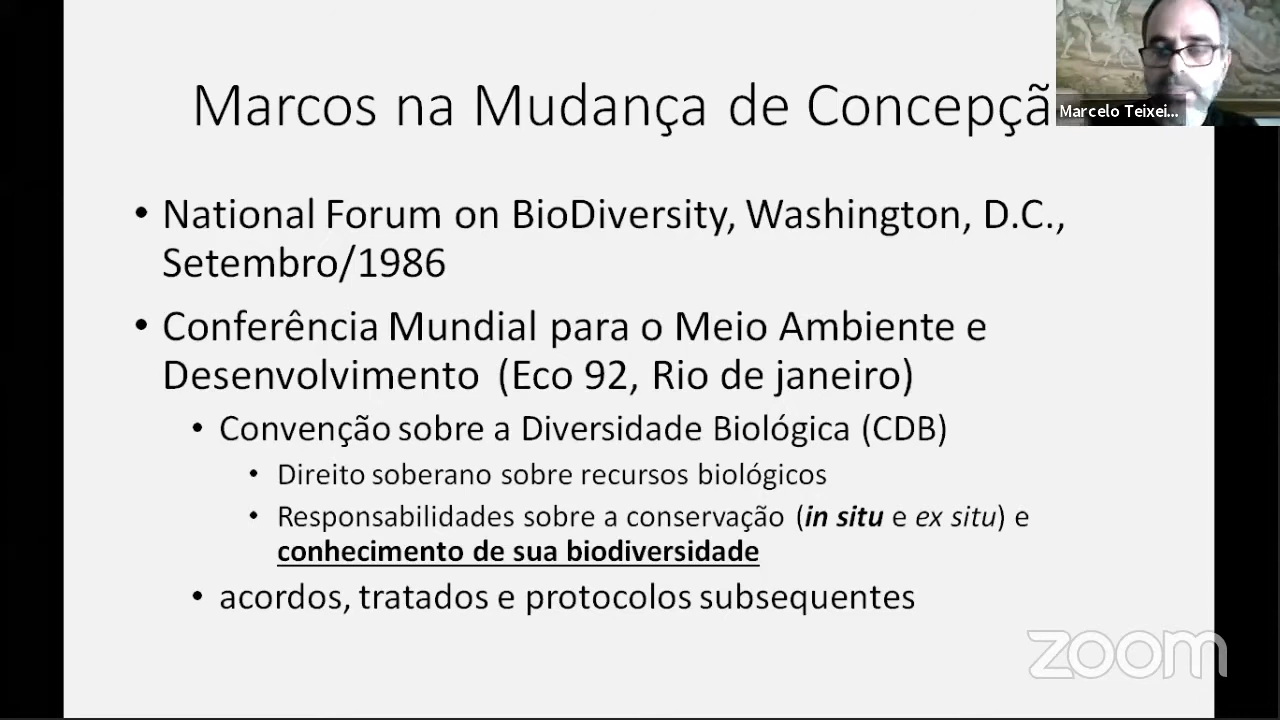 Marcos na Mudança de Concepçã
Marcelo Teixei...
• National Forum on BioDiversity, Washington, D.C.,
Setembro/1986
• Conferência Mundial para o Meio Ambiente e
Desenvolvimento (Eco 92, Rio de janeiro)
• Convenção sobre a Diversidade Biológica (CDB)
• Direito soberano sobre recursos biológicos
• Responsabilidades sobre a conservação (in situ e ex situ) e
conhecimento de sua biodiversidade
• acordos, tratados e protocolos subsequentes
zoom